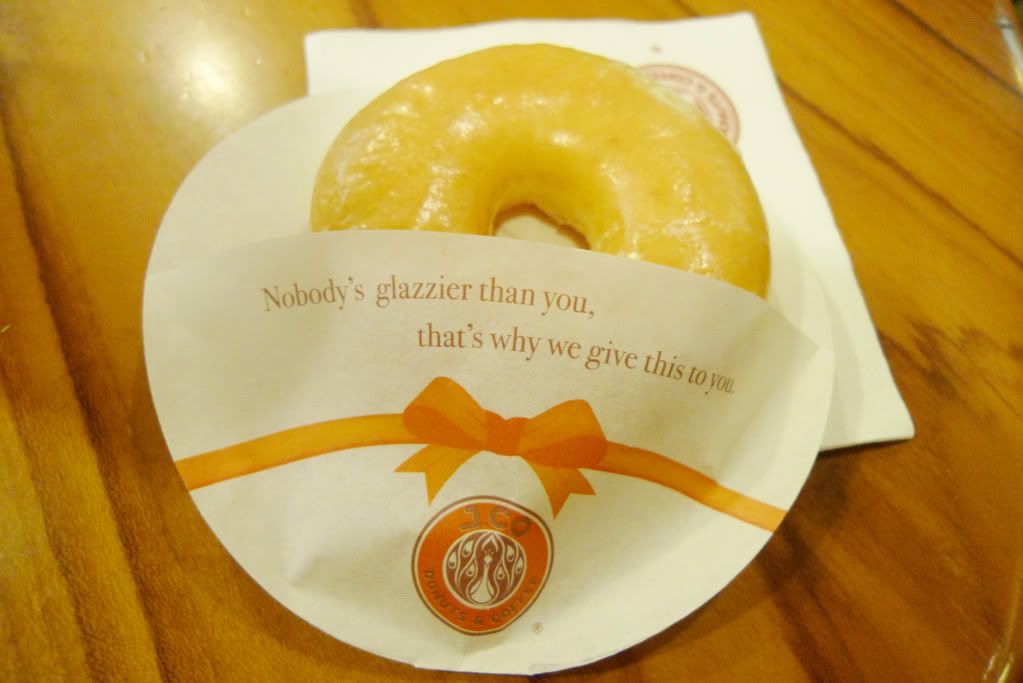 Nobody's glazzier than you,
that's why we give this to you.
J.CO
DONUTS & COFFEE
®